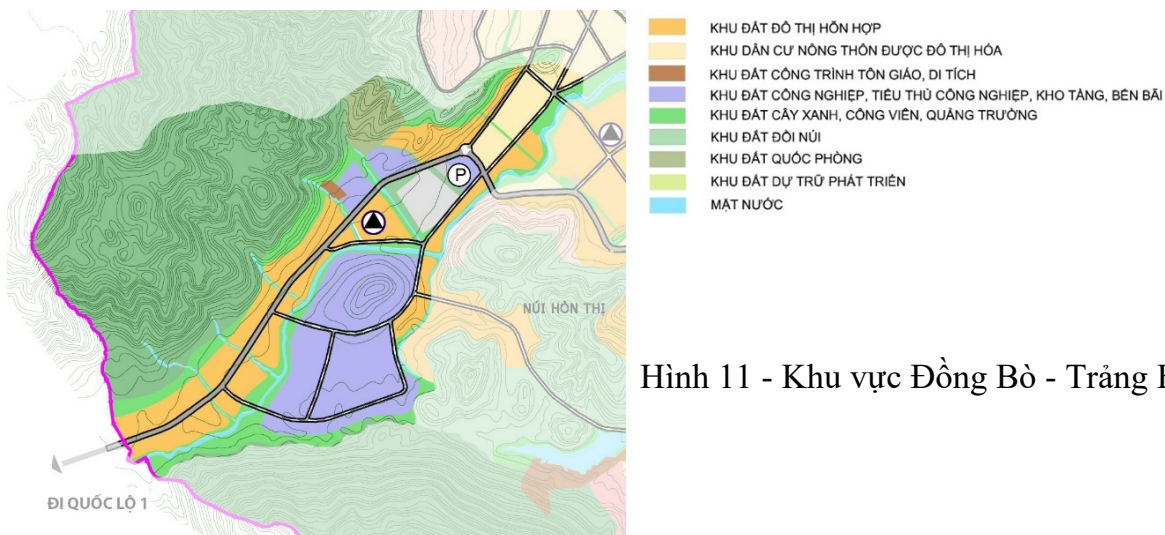 KHU ĐẤT ĐÔ THỊ HỖN HỢP
KHU DÂN CƯ NÔNG THÔN ĐƯỢC ĐÔ THỊ HÓA
KHU ĐẤT CÔNG TRÌNH TÔN GIÁO, DI TÍCH
KHU ĐẤT CÔNG NGHIỆP, TIỂU THỦ CÔNG NGHIỆP, KHO TÀNG, BẾN BÃI
KHU ĐẤT CÂY XANH, CÔNG VIÊN, QUẢNG TRƯỜNG
KHU ĐẤT ĐỒI NÚI
KHU ĐẤT QUỐC PHÒNG
KHU ĐẤT DỰ TRỮ PHÁT TRIỂN
MẶT NƯỚC
P
NÚI HÒN THỊ
ĐI QUỐC LỘ 1
Hình 11 - Khu vực Đồng Bò - Trảng